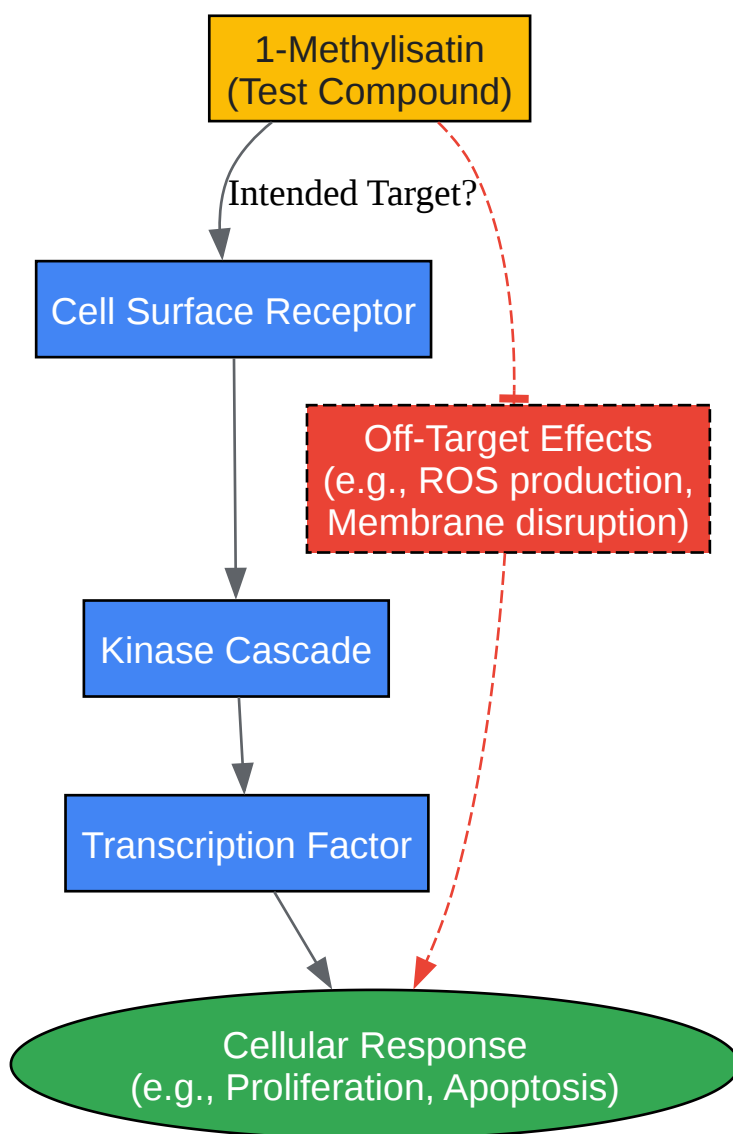 1-Methylisatin
(Test Compound)
Intended Target?
Cell Surface Receptor
Off-Target Effects
(e.g., ROS production,
Membrane disruption)
Kinase Cascade
Transcription Factor
Cellular Response
(e.g., Proliferation, Apoptosis)